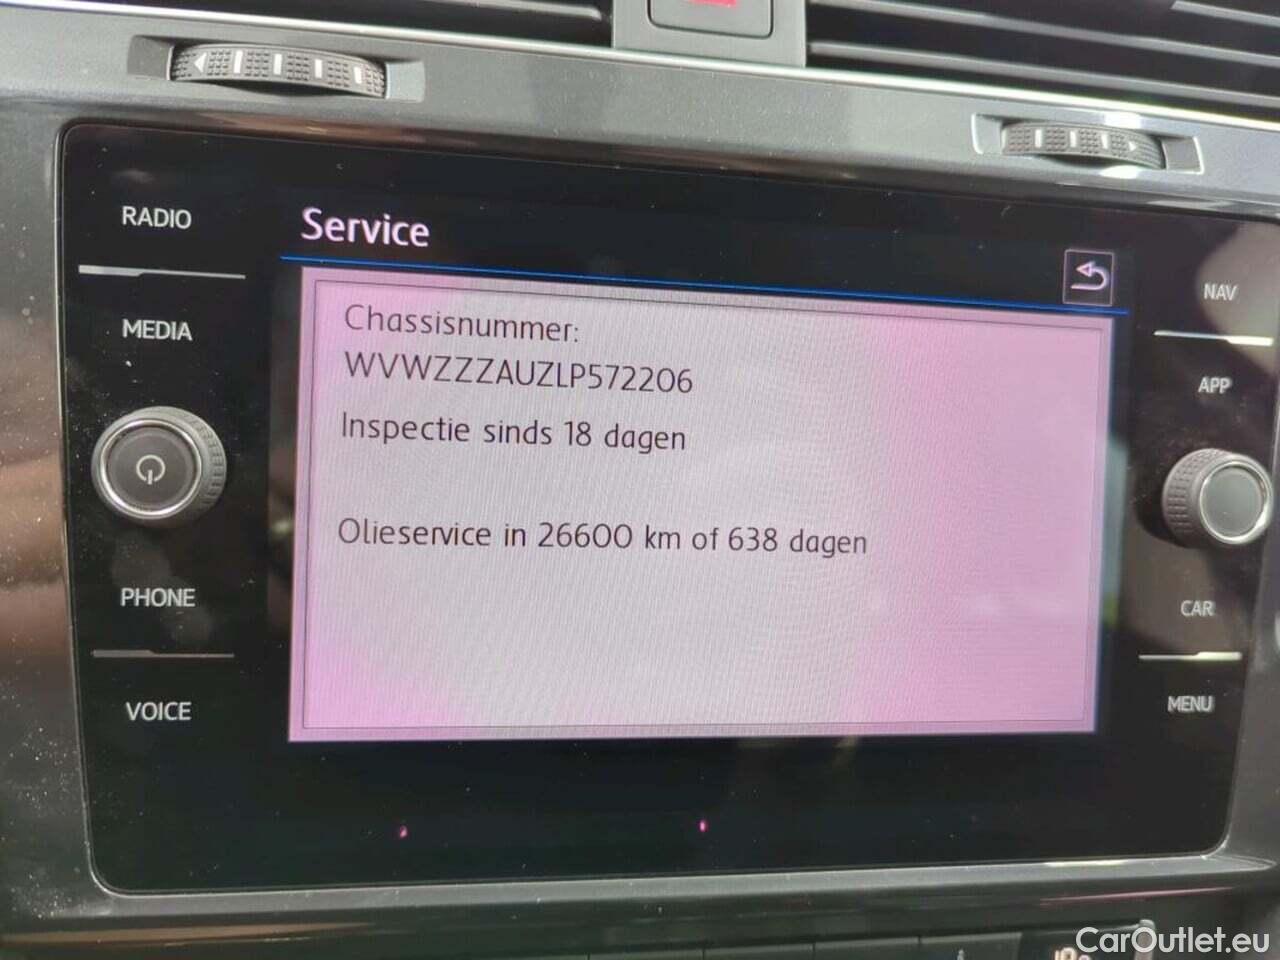 Service
RADIO
MEDIA
PHONE
VOICE
Chassisnummer:
WVWZZZAUZLP572206
Inspectie sinds 18 dagen
Olieservice in 26600 km of 638 dagen
NAV
APP
CAR
MENU
CarOutlet.eu